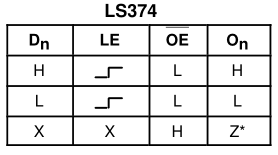 LS374
Dn LE OE On
H L H
L L L
X X H Z*